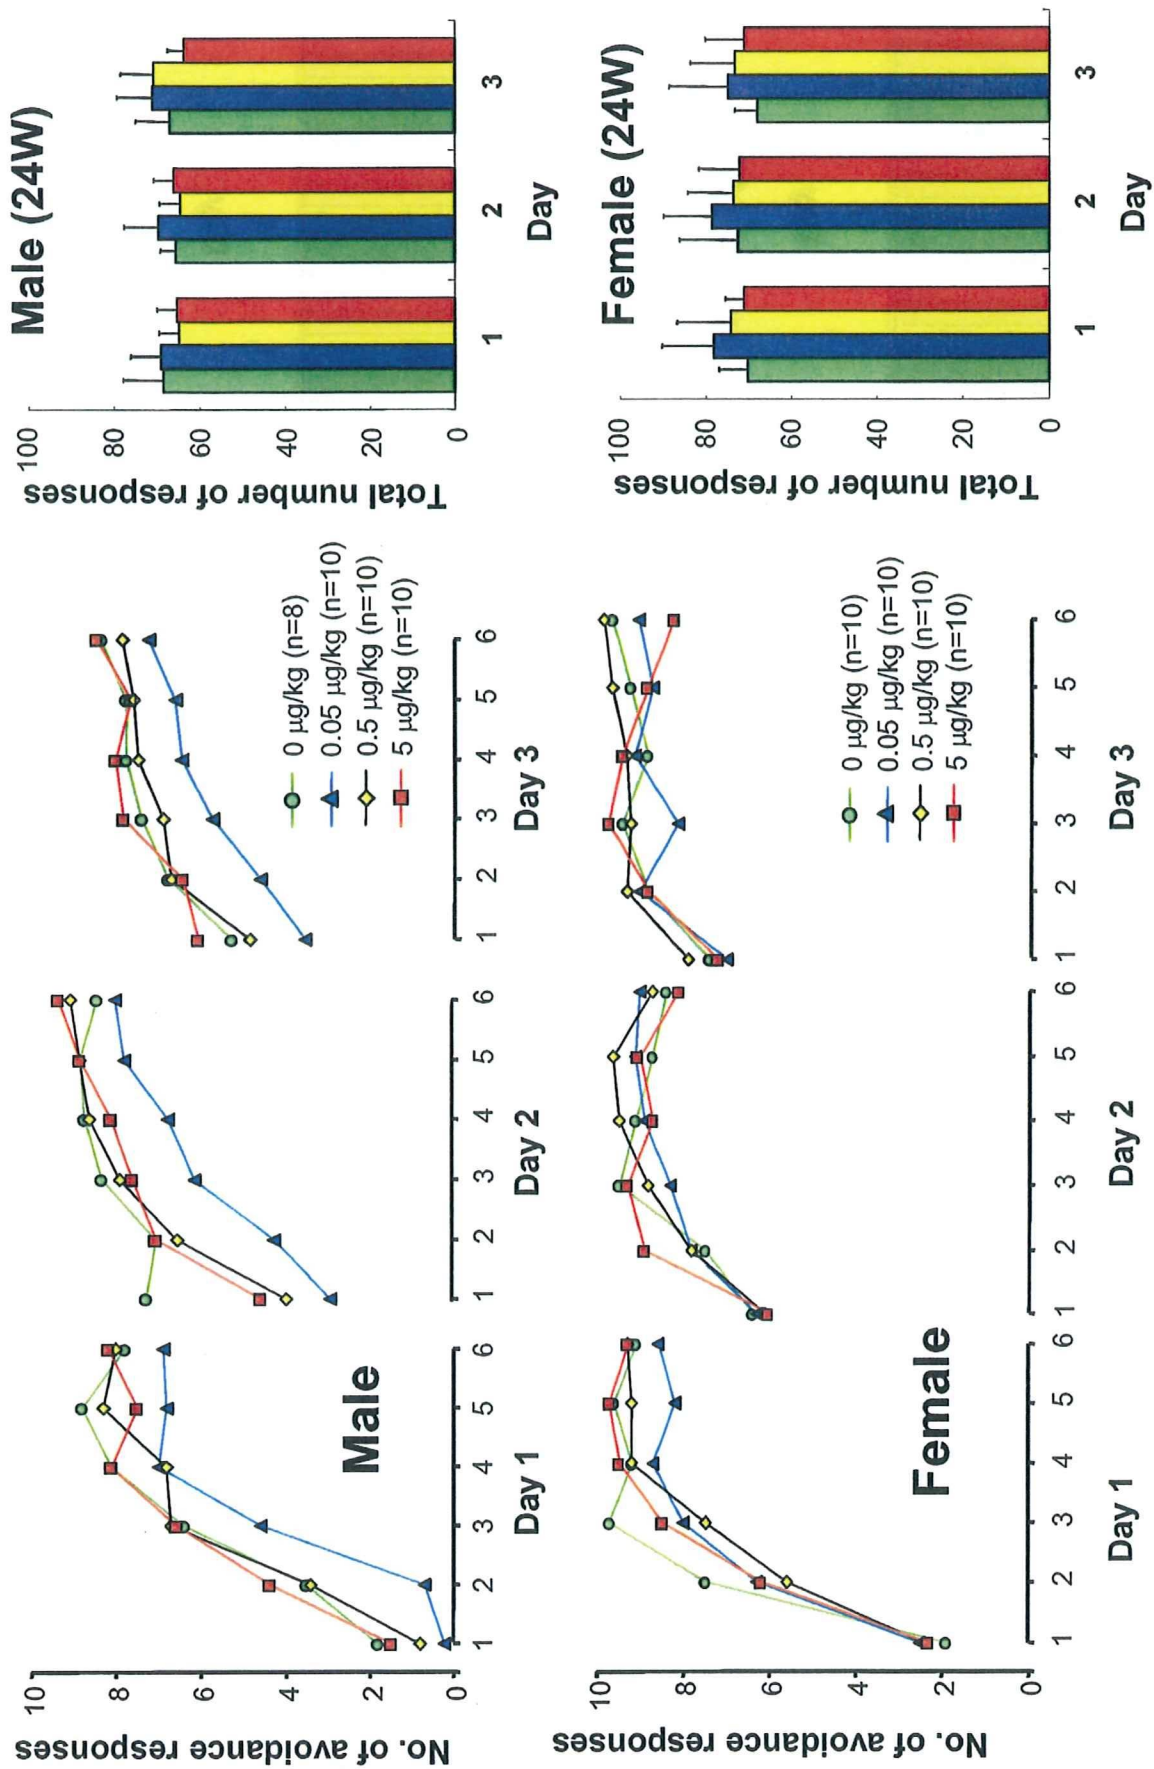 No. of avoidance responses
10
8
6
4
2
0
Male
1 2 3 4 5 6
Day 1
1 2 3 4 5 6
Day 2
1 2 3 4 5 6
Day 3
0 µg/kg (n=8)
0.05 µg/kg (n=10)
0.5 µg/kg (n=10)
5 µg/kg (n=10)
Male (24W)
Total number of responses
100
80
60
40
20
0
1 2 3
Day
No. of avoidance responses
10
8
6
4
2
0
Female
1 2 3 4 5 6
Day 1
1 2 3 4 5 6
Day 2
1 2 3 4 5 6
Day 3
0 µg/kg (n=10)
0.05 µg/kg (n=10)
0.5 µg/kg (n=10)
5 µg/kg (n=10)
Female (24W)
Total number of responses
100
80
60
40
20
0
1 2 3
Day